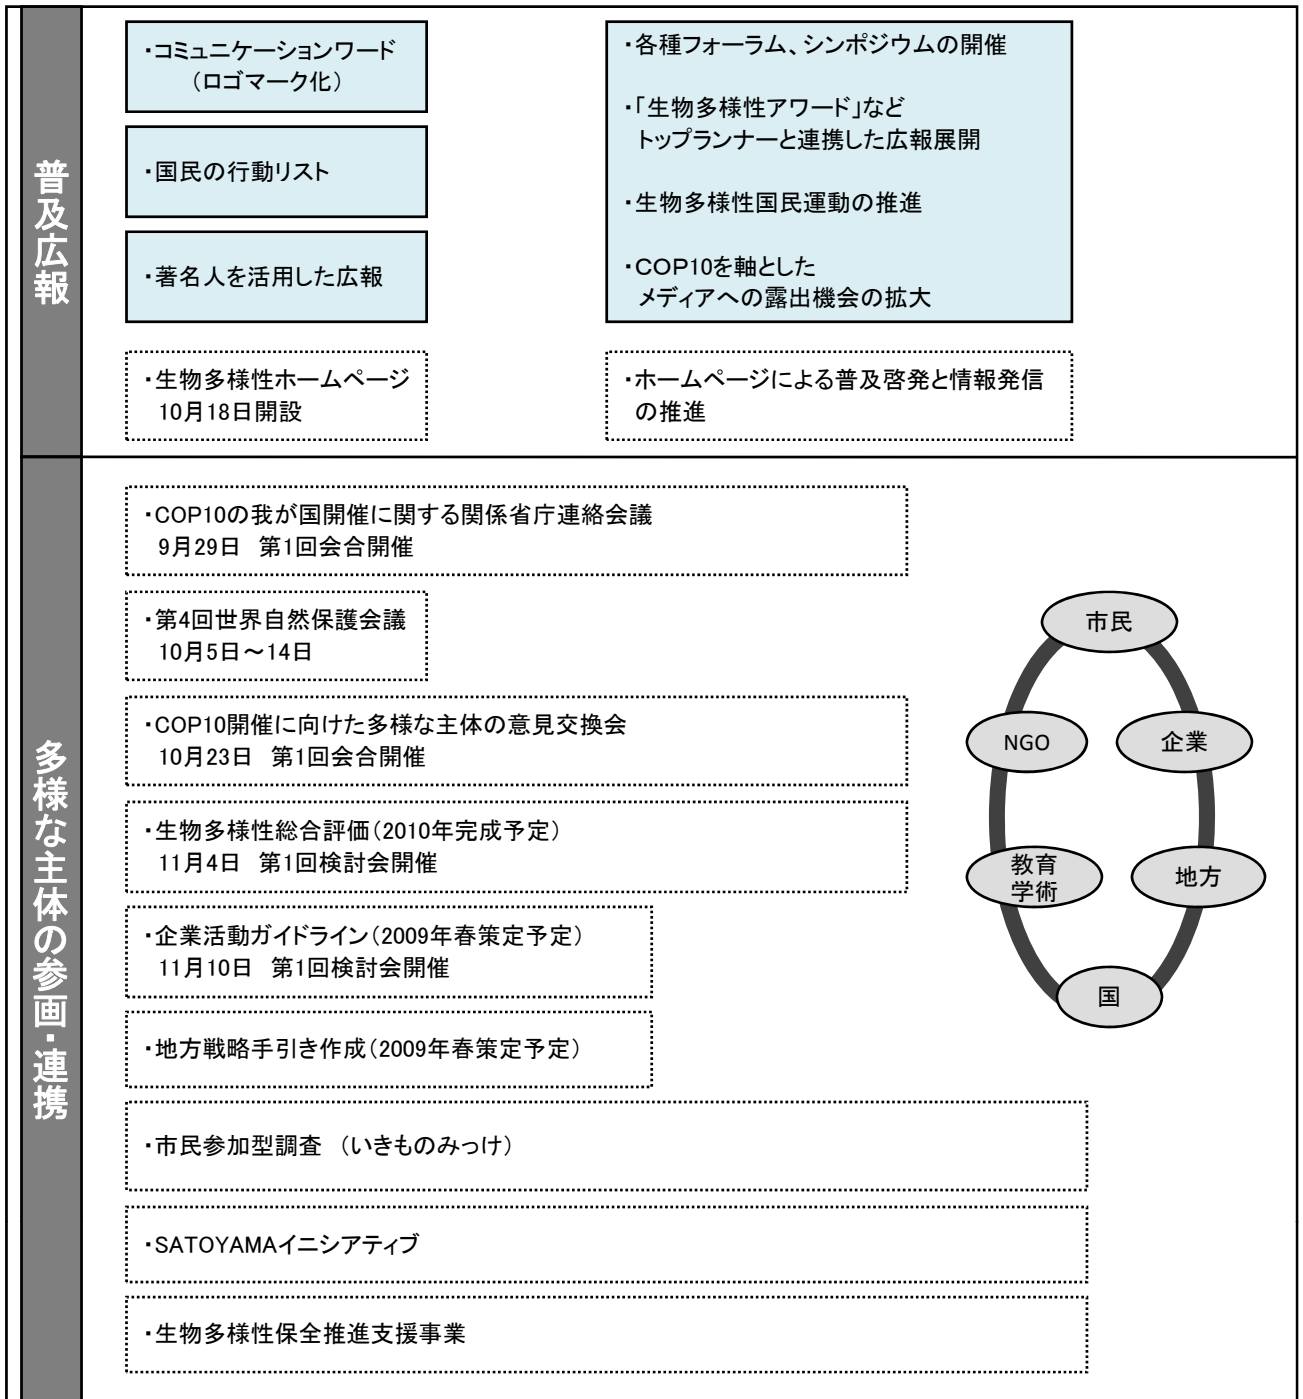 普及広報
・コミュニケーションワード
（ロゴマーク化）
・国民の行動リスト
・著名人を活用した広報
・生物多様性ホームページ
10月18日開設
・各種フォーラム、シンポジウムの開催
・「生物多様性アワード」など
トップランナーと連携した広報展開
・生物多様性国民運動の推進
・ＣＯＰ10を軸とした
メディアへの露出機会の拡大
・ホームページによる普及啓発と情報発信
の推進
多様な主体の参画・連携
・COP10の我が国開催に関する関係省庁連絡会議
9月29日　第1回会合開催
・第4回世界自然保護会議
10月5日～14日
・COP10開催に向けた多様な主体の意見交換会
10月23日　第1回会合開催
・生物多様性総合評価（2010年完成予定）
11月4日　第1回検討会開催
・企業活動ガイドライン（2009年春策定予定）
11月10日　第1回検討会開催
・地方戦略手引き作成（2009年春策定予定）
・市民参加型調査　（いきものみっけ）
・SATOYAMAイニシアティブ
・生物多様性保全推進支援事業
市民
NGO
企業
教育
学術
地方
国